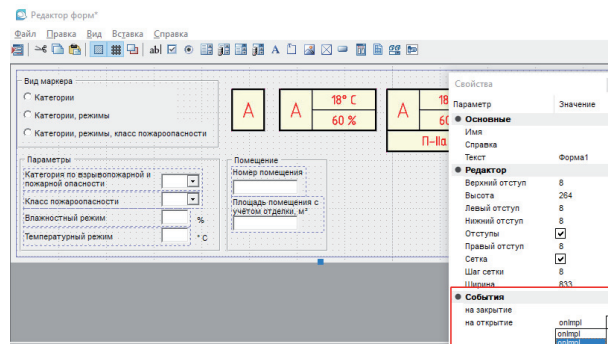 Редактор форм*
Файл Правка Вид Вставка Справка
Вид маркера
Категории
Категории, режимы
Категории, режимы, класс пожароопасности
A
A 18° C
60 %
A 18
60
П-IIа
Параметры
Категория по взрывопожарной и
пожарной опасности
Класс пожароопасности
Влажностный режим %
Температурный режим ° C
Помещение
Номер помещения
Площадь помещения с
учётом отделки, м²
Свойства
Параметр Значение
Основные
Имя
Справка
Текст Форма1
Редактор
Верхний отступ 8
Высота 264
Левый отступ 8
Нижний отступ 8
Отступы
Правый отступ 8
Сетка
Шаг сетки 8
Ширина 833
События
на закрытие
на открытие onImpl
onImpl
onImpl